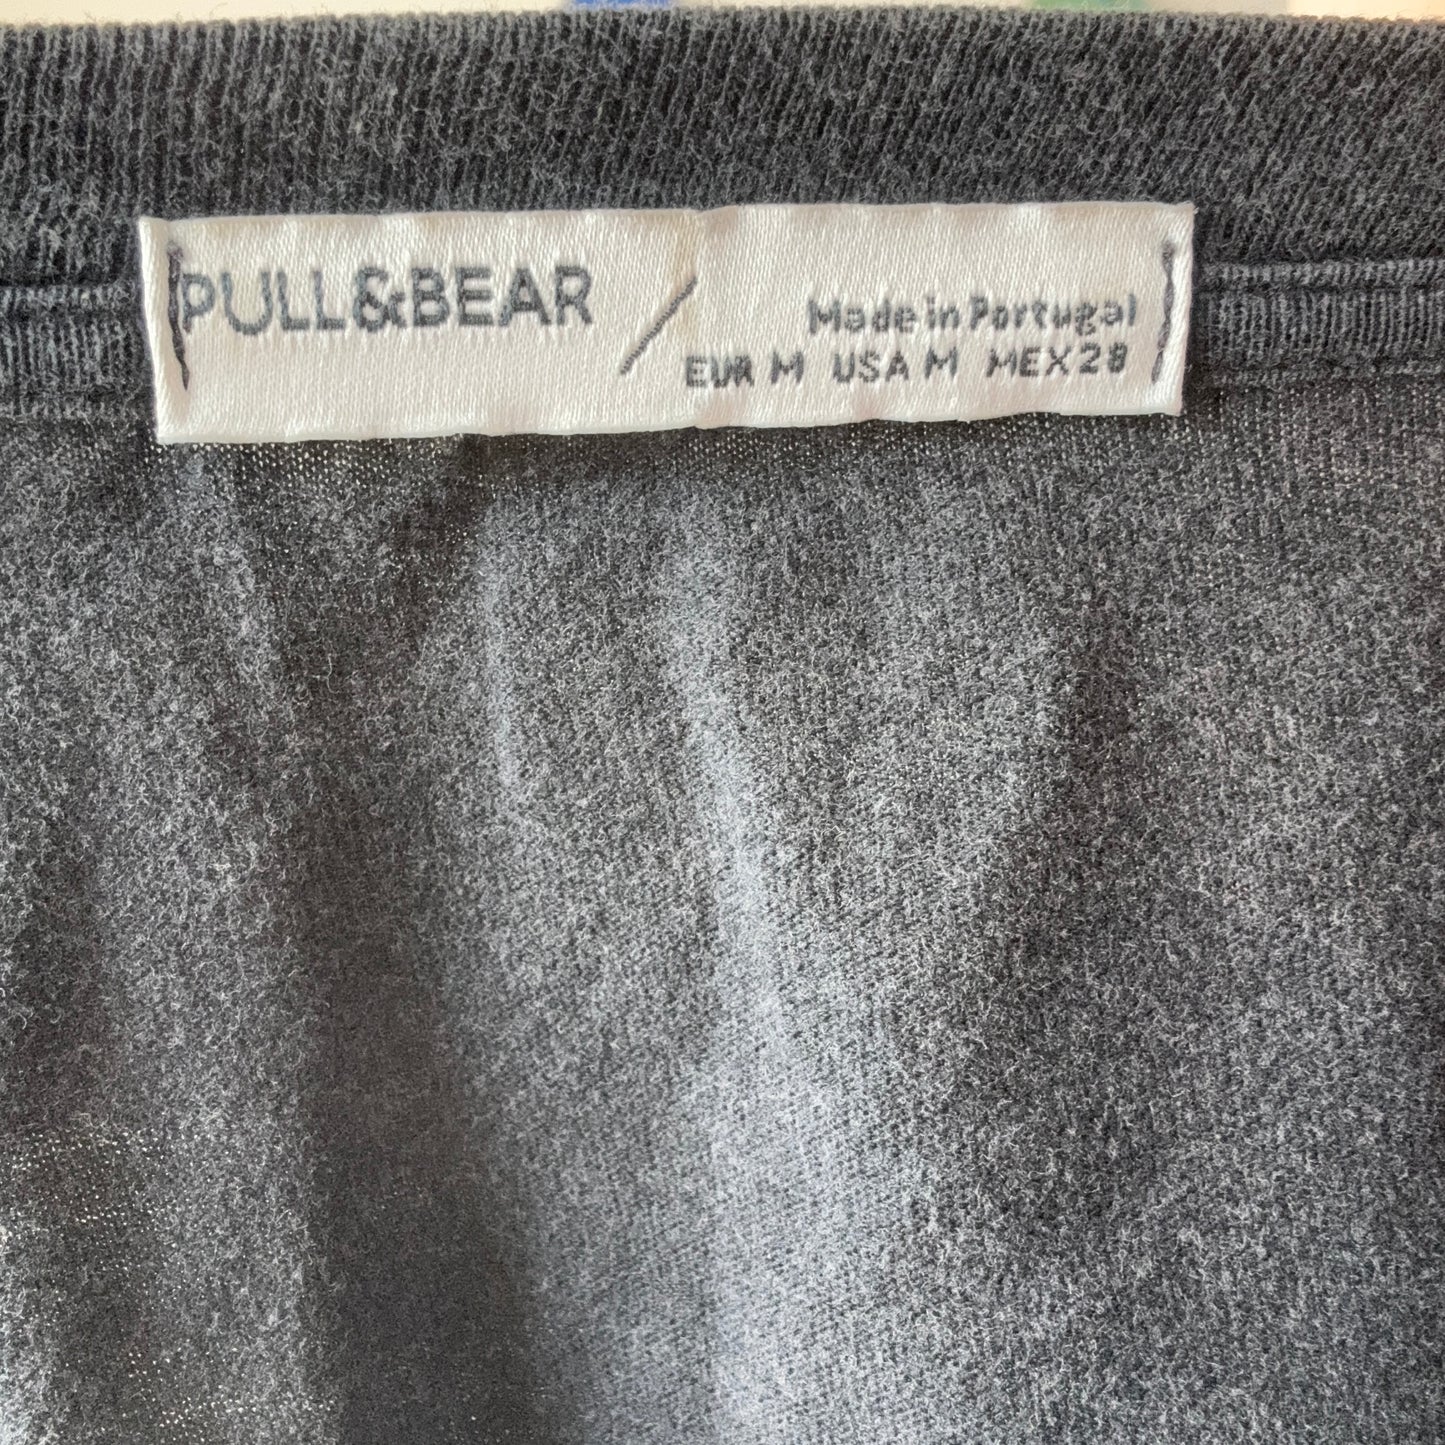 PULL&BEAR
Made in Portugal
EUR M USA M MEX 28